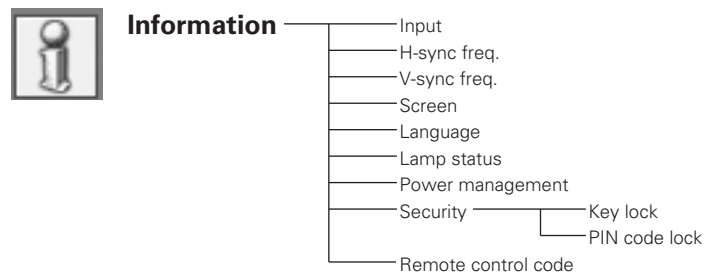 Information
Input
H-sync freq.
V-sync freq.
Screen
Language
Lamp status
Power management
Security
Key lock
PIN code lock
Remote control code